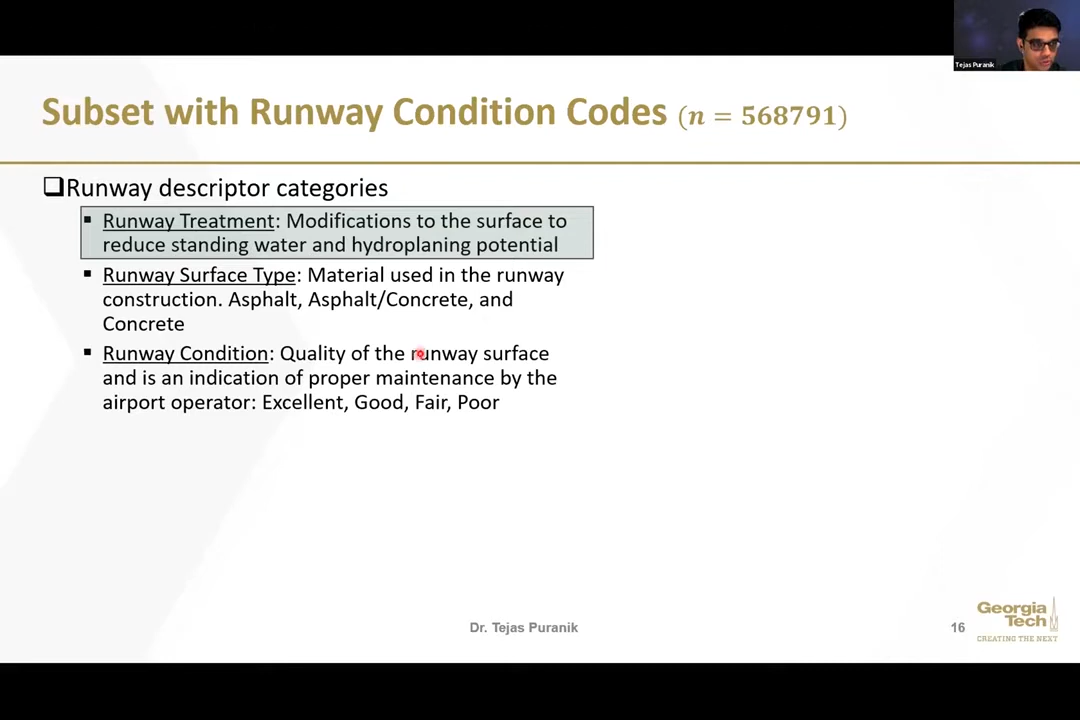 Tejas Puranik
Subset with Runway Condition Codes (n = 568791)
❑Runway descriptor categories
▪ Runway Treatment: Modifications to the surface to
reduce standing water and hydroplaning potential
▪ Runway Surface Type: Material used in the runway
construction. Asphalt, Asphalt/Concrete, and
Concrete
▪ Runway Condition: Quality of the runway surface
and is an indication of proper maintenance by the
airport operator: Excellent, Good, Fair, Poor
Dr. Tejas Puranik
16
Georgia
Tech
CREATING THE NEXT